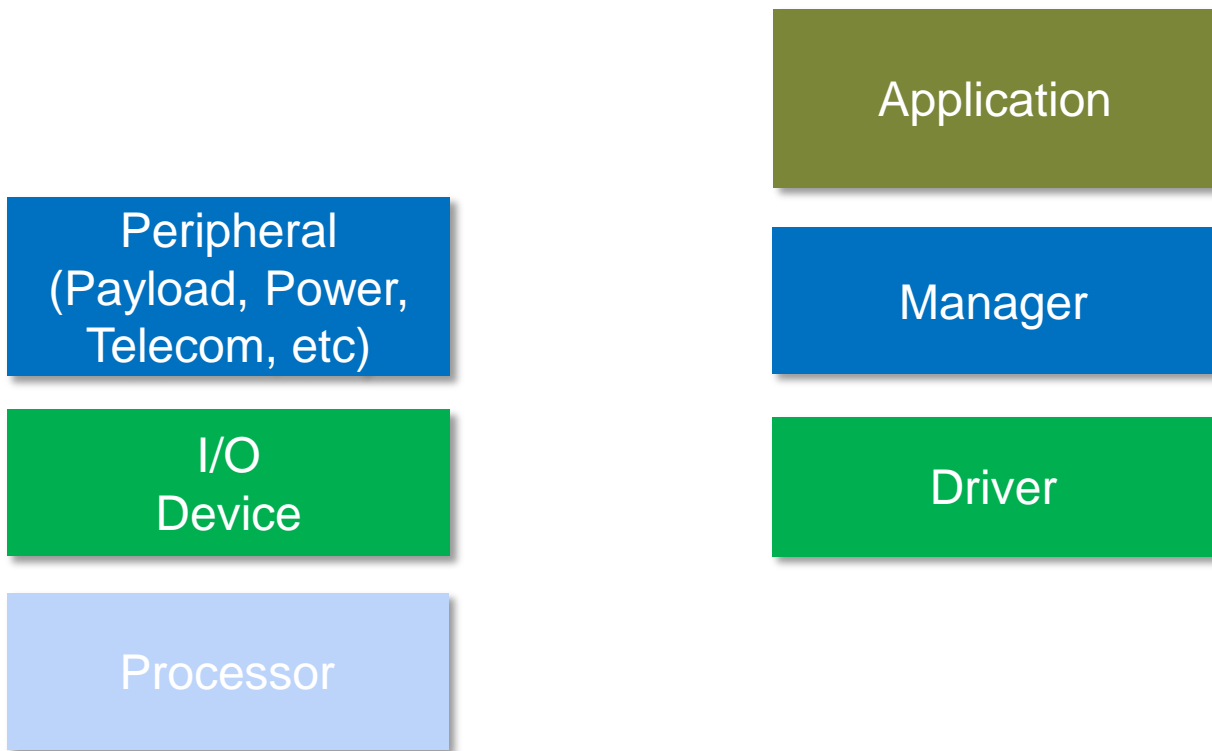 Peripheral
(Payload, Power,
Telecom, etc)
I/O
Device
Processor
Application
Manager
Driver